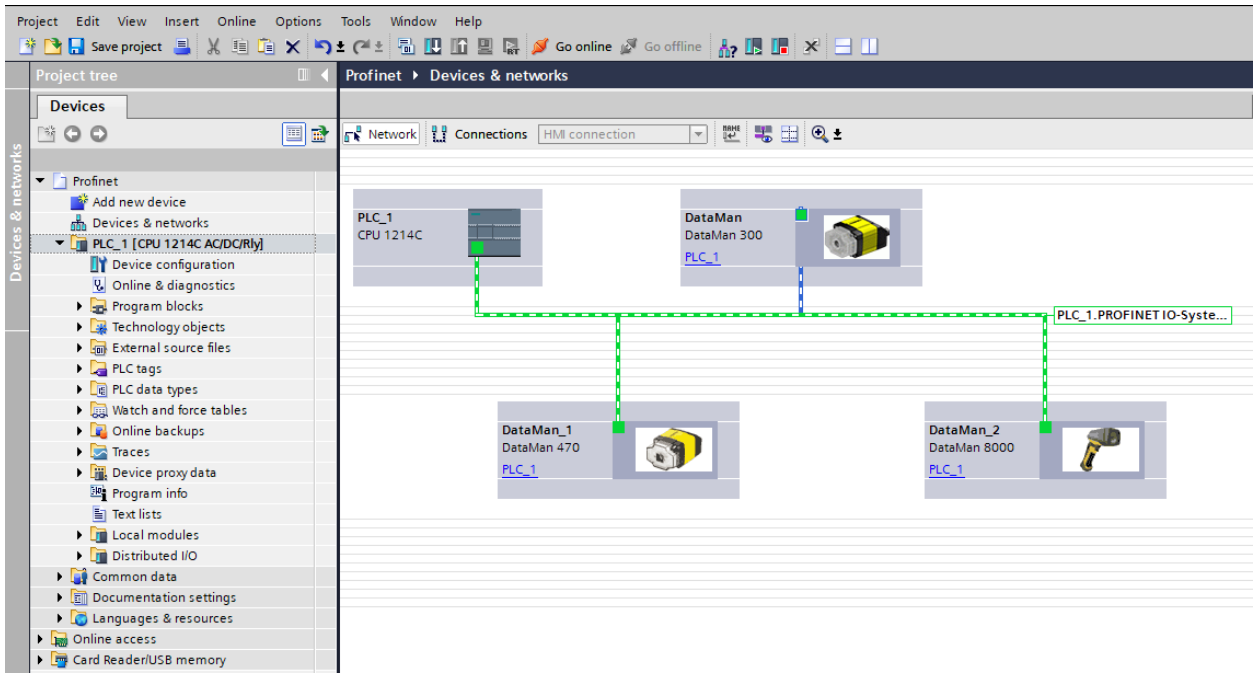 Project Edit View Insert Online Options Tools Window Help
Save project Go online Go offline
Project tree
Profinet Devices & networks
Devices
Network Connections HMI connection
Devices & networks
Profinet
Add new device
Devices & networks
PLC_1 [CPU 1214C AC/DC/Rly]
Device configuration
Online & diagnostics
Program blocks
Technology objects
External source files
PLC tags
PLC data types
Watch and force tables
Online backups
Traces
Device proxy data
Program info
Text lists
Local modules
Distributed I/O
Common data
Documentation settings
Languages & resources
Online access
Card Reader/USB memory
PLC_1
CPU 1214C
DataMan
DataMan 300
PLC_1
PLC_1.PROFINET IO-Syste...
DataMan_1
DataMan 470
PLC_1
DataMan_2
DataMan 8000
PLC_1